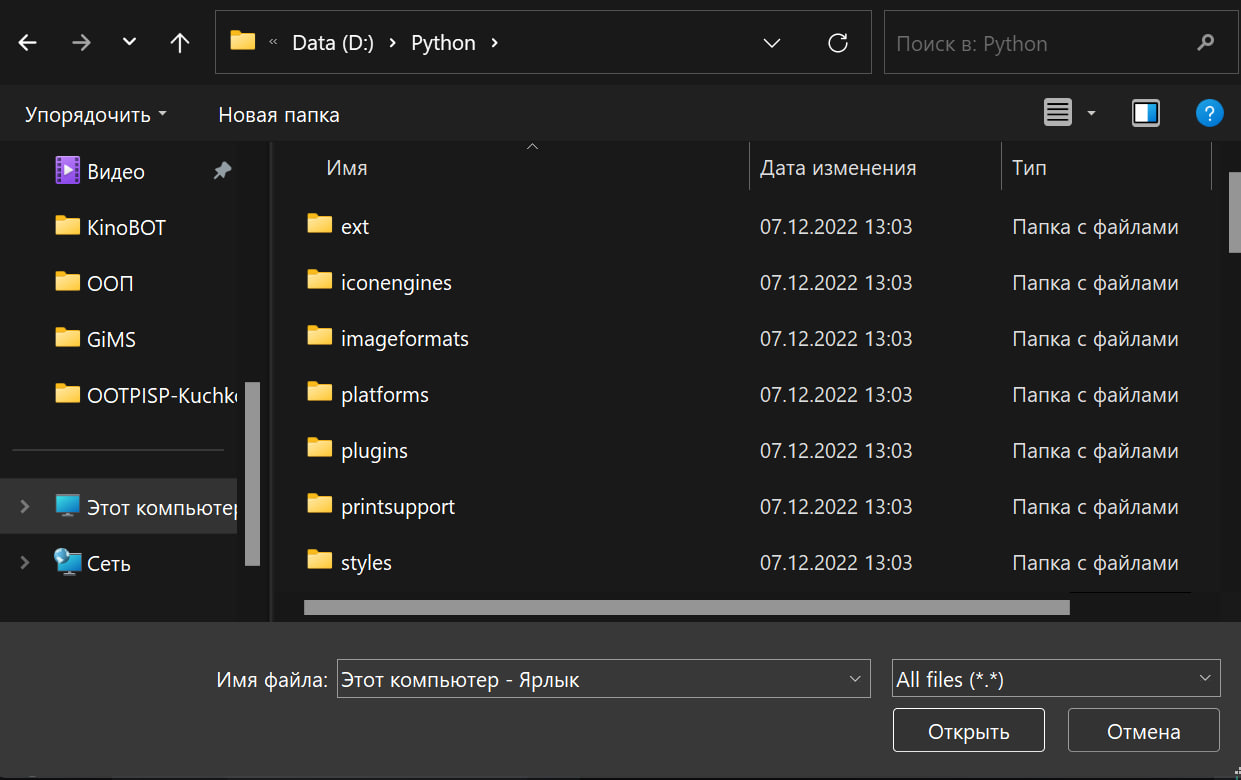 « Data (D:) › Python ›
Поиск в: Python
Упорядочить
Новая папка
?
Видео
KinoBOT
ООП
GiMS
OOTPISP-Kuchk
Этот компьютер
Сеть
Имя
Дата изменения
Тип
ext 07.12.2022 13:03 Папка с файлами
iconengines 07.12.2022 13:03 Папка с файлами
imageformats 07.12.2022 13:03 Папка с файлами
platforms 07.12.2022 13:03 Папка с файлами
plugins 07.12.2022 13:03 Папка с файлами
printsupport 07.12.2022 13:03 Папка с файлами
styles 07.12.2022 13:03 Папка с файлами
Имя файла: Этот компьютер - Ярлык
All files (*.*)
Открыть
Отмена